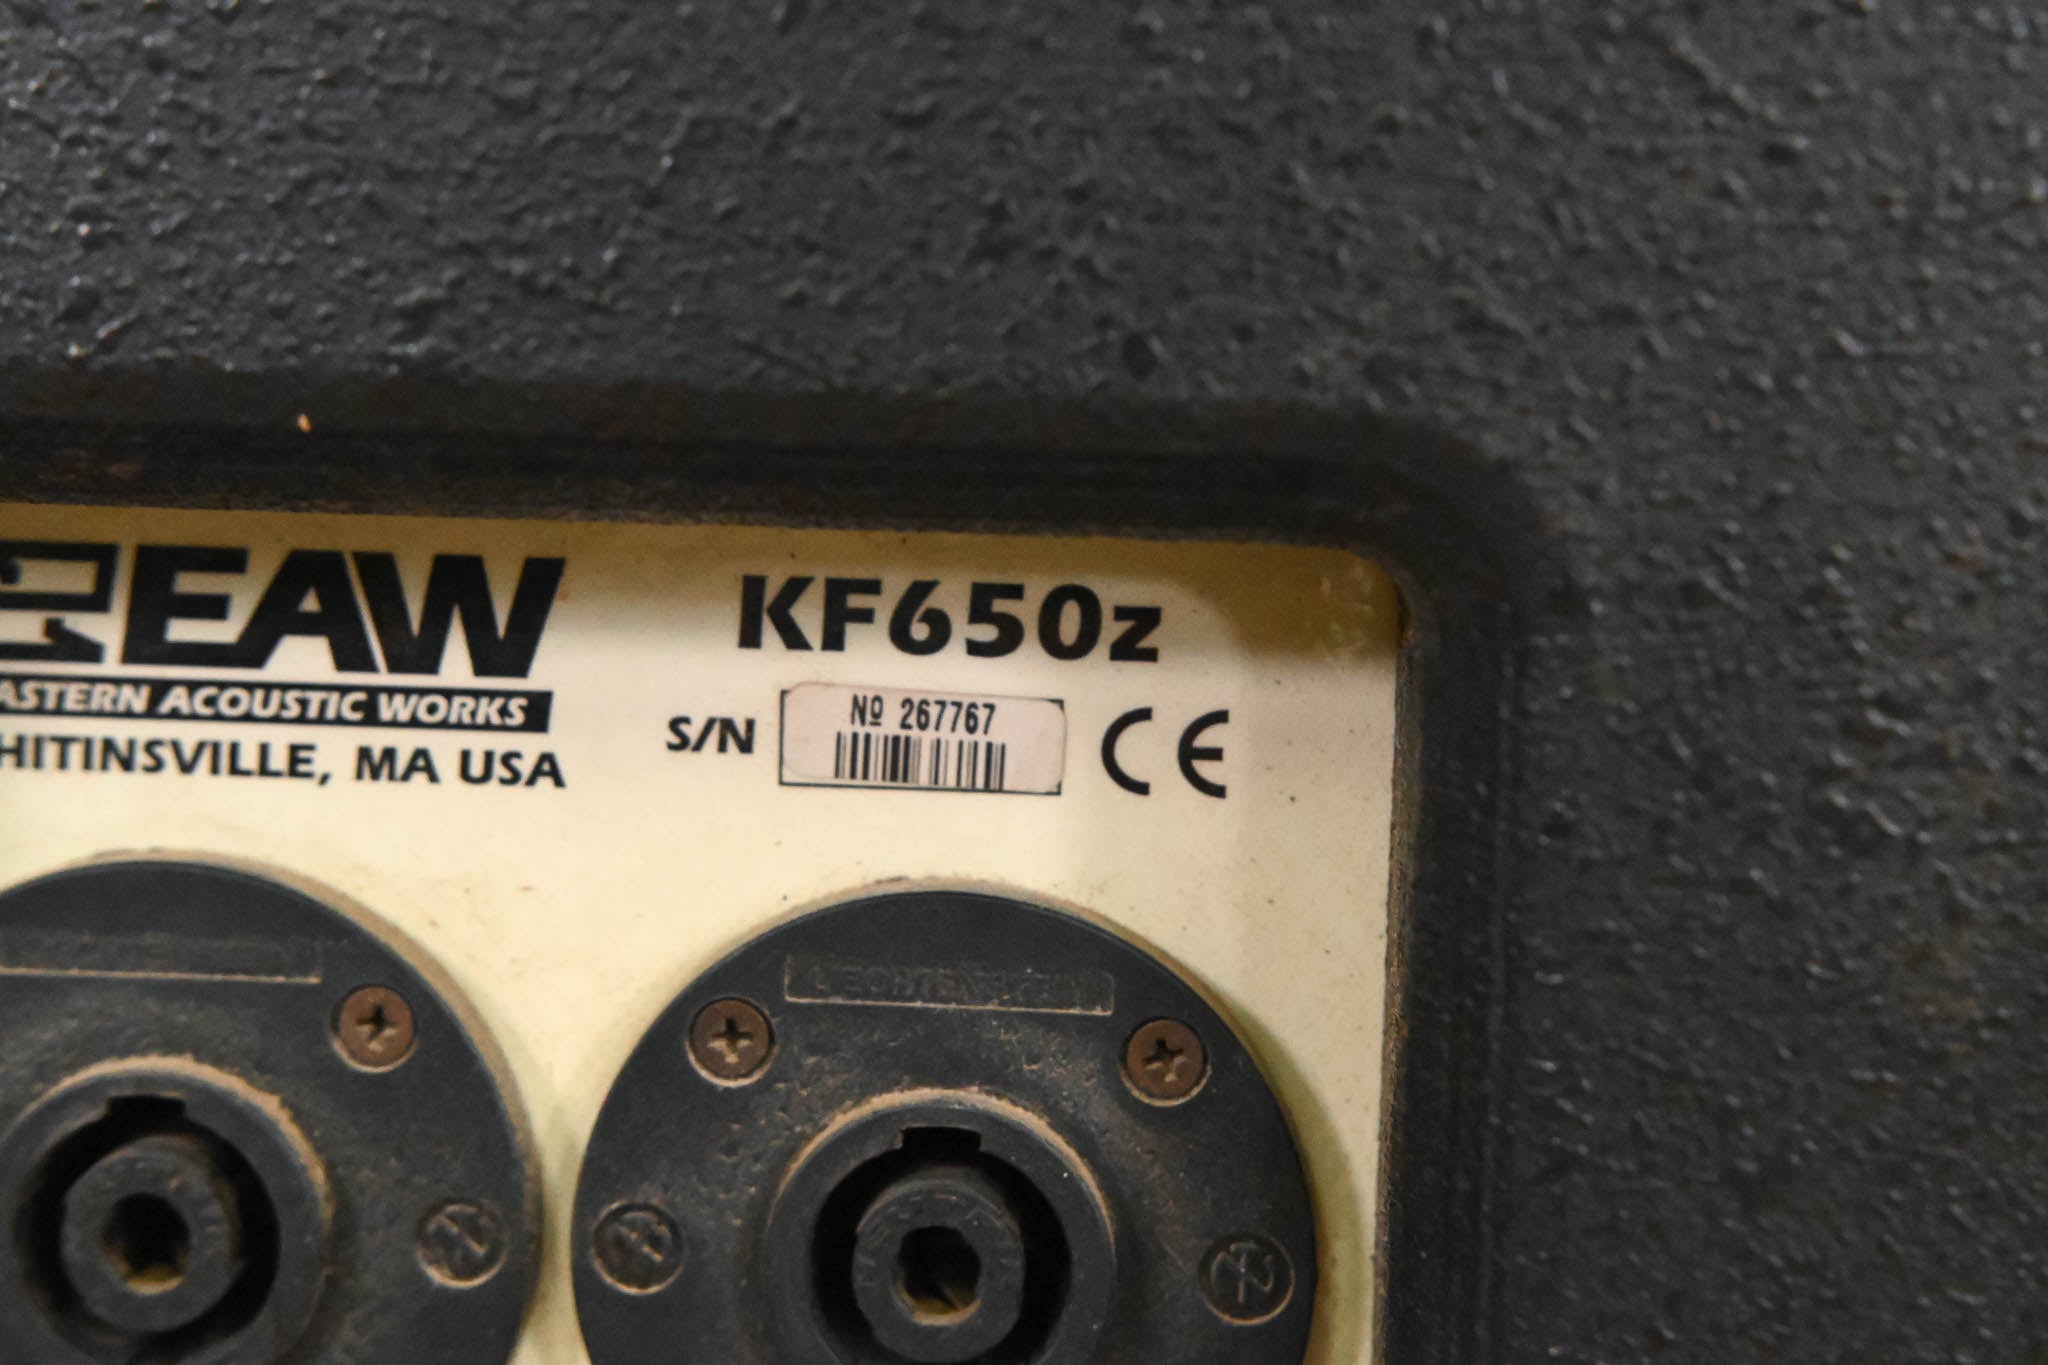 EAW
ASTERN ACOUSTIC WORKS
HITINSVILLE, MA USA
KF650z
S/N
№ 267767
CE